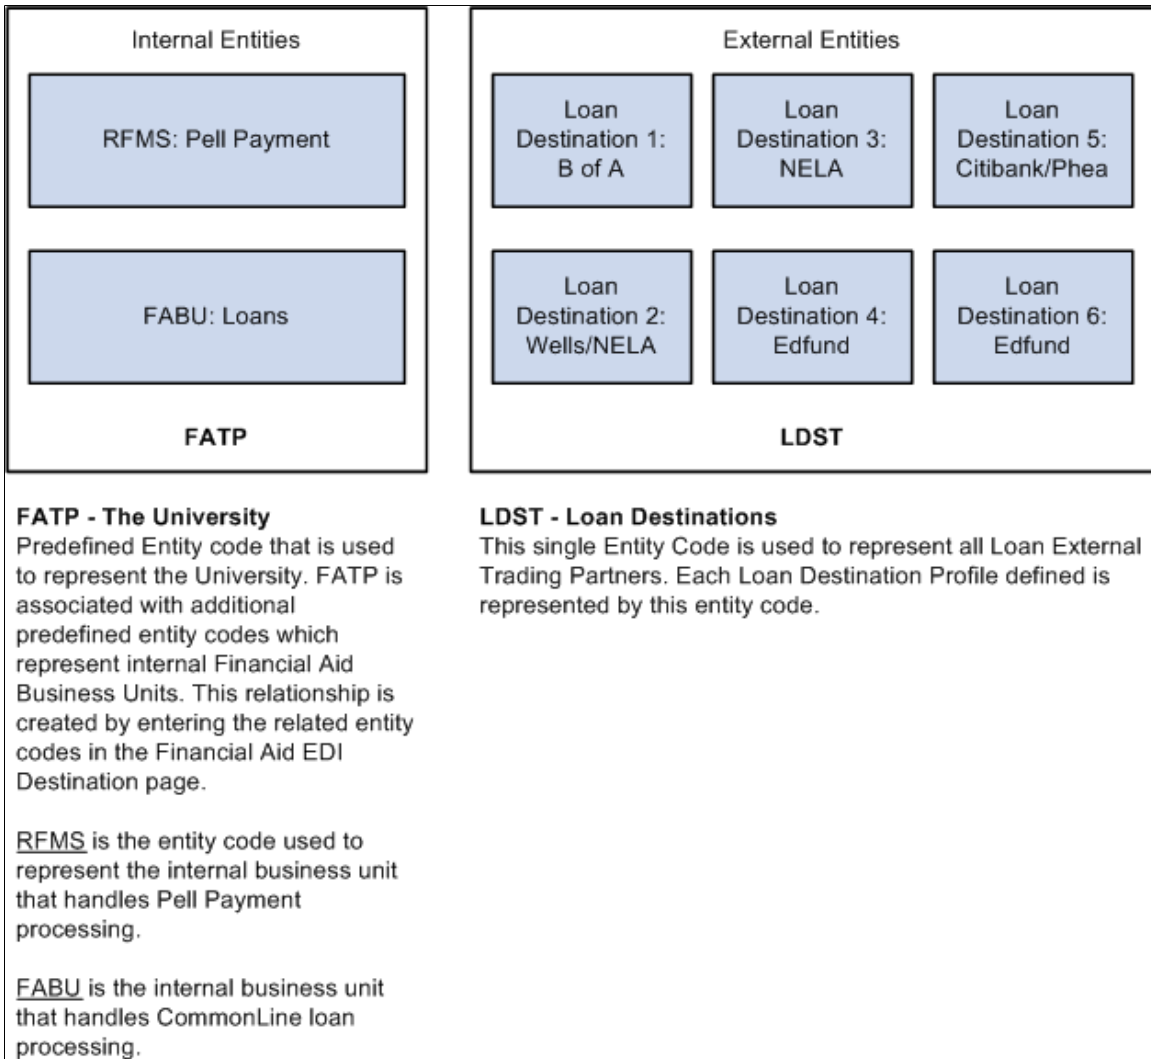 Internal Entities
RFMS: Pell Payment
FABU: Loans
FATP
External Entities
Loan
Destination 1:
B of A
Loan
Destination 3:
NELA
Loan
Destination 5:
Citibank/Phea
Loan
Destination 2:
Wells/NELA
Loan
Destination 4:
Edfund
Loan
Destination 6:
Edfund
LDST
FATP - The University
Predefined Entity code that is used
to represent the University. FATP is
associated with additional
predefined entity codes which
represent internal Financial Aid
Business Units. This relationship is
created by entering the related entity
codes in the Financial Aid EDI
Destination page.
RFMS is the entity code used to
represent the internal business unit
that handles Pell Payment
processing.
FABU is the internal business unit
that handles CommonLine loan
processing.
LDST - Loan Destinations
This single Entity Code is used to represent all Loan External
Trading Partners. Each Loan Destination Profile defined is
represented by this entity code.